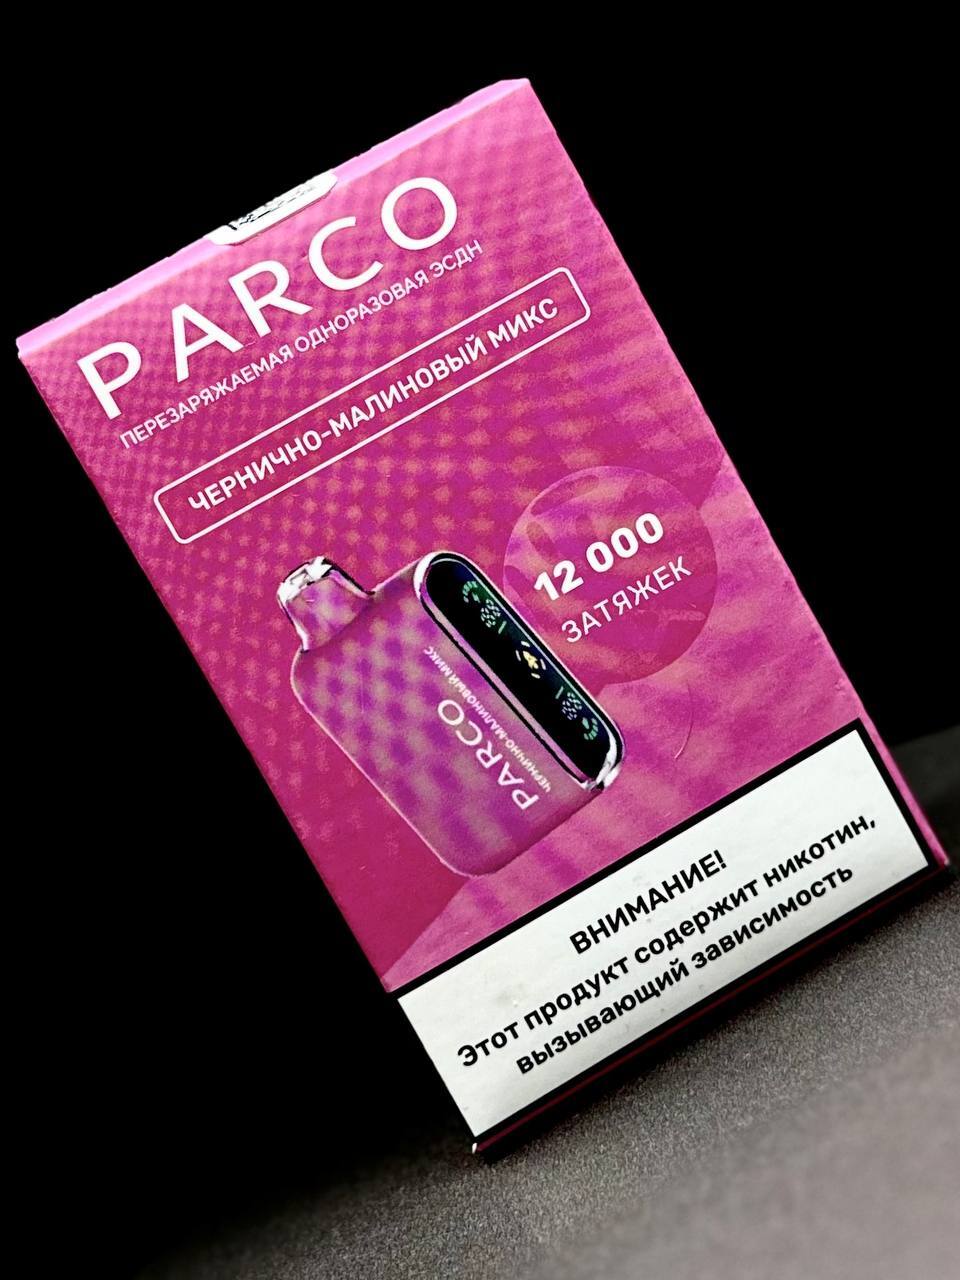 PARCO
ПЕРЕЗАРЯЖАЕМАЯ ОДНОРАЗОВАЯ ЭСДН
ЧЕРНИЧНО-МАЛИНОВЫЙ МИКС
12 000
ЗАТЯЖЕК
PARCO
ЧЕРНИЧНО-МАЛИНОВЫЙ МИКС
ВНИМАНИЕ!
Этот продукт содержит никотин,
вызывающий зависимость